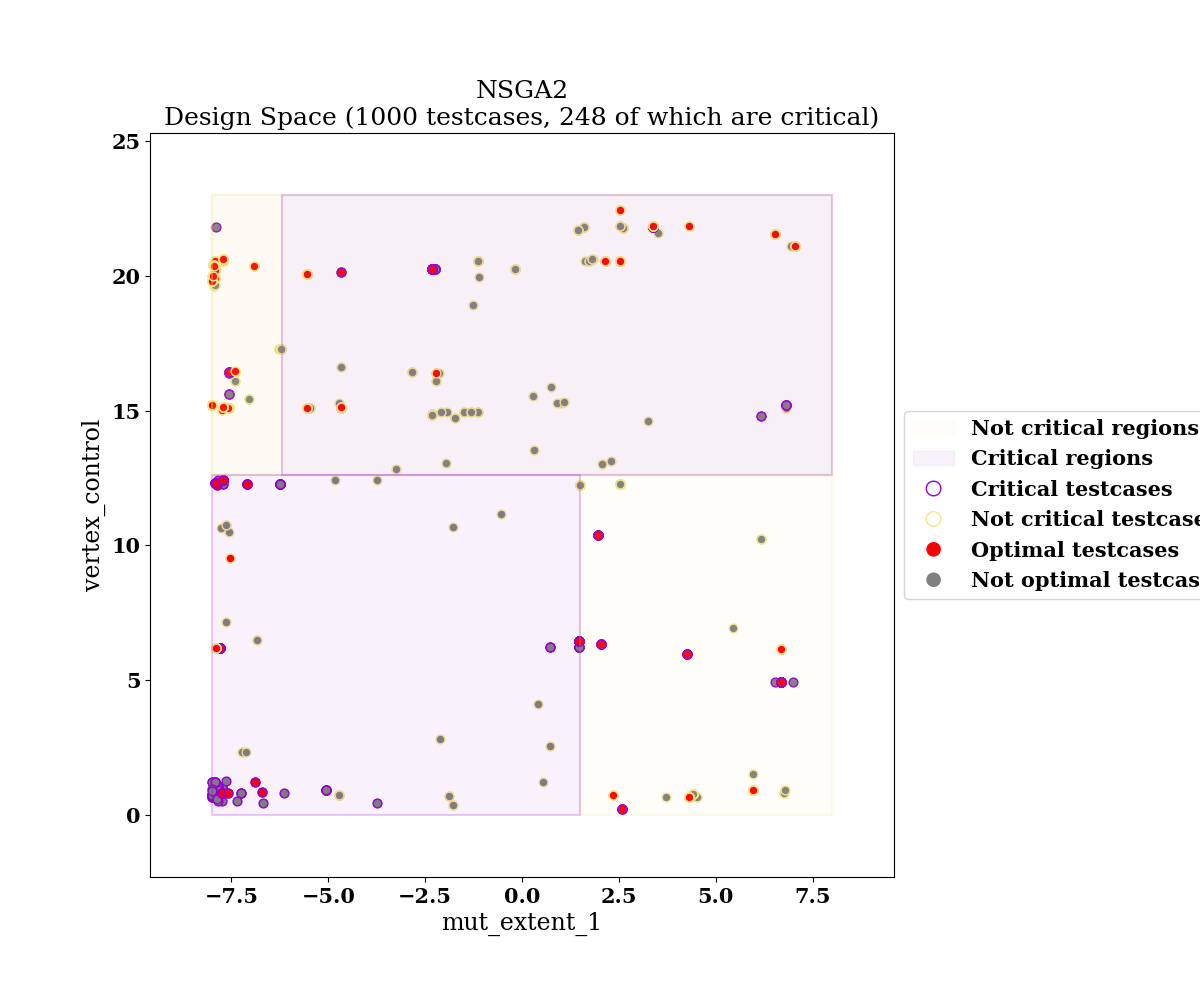 NSGA2
Design Space (1000 testcases, 248 of which are critical)
25
20
15
10
5
0
vertex_control
−7.5 −5.0 −2.5 0.0 2.5 5.0 7.5
mut_extent_1
Not critical regions
Critical regions
Critical testcases
Not critical testcase
Optimal testcases
Not optimal testcas